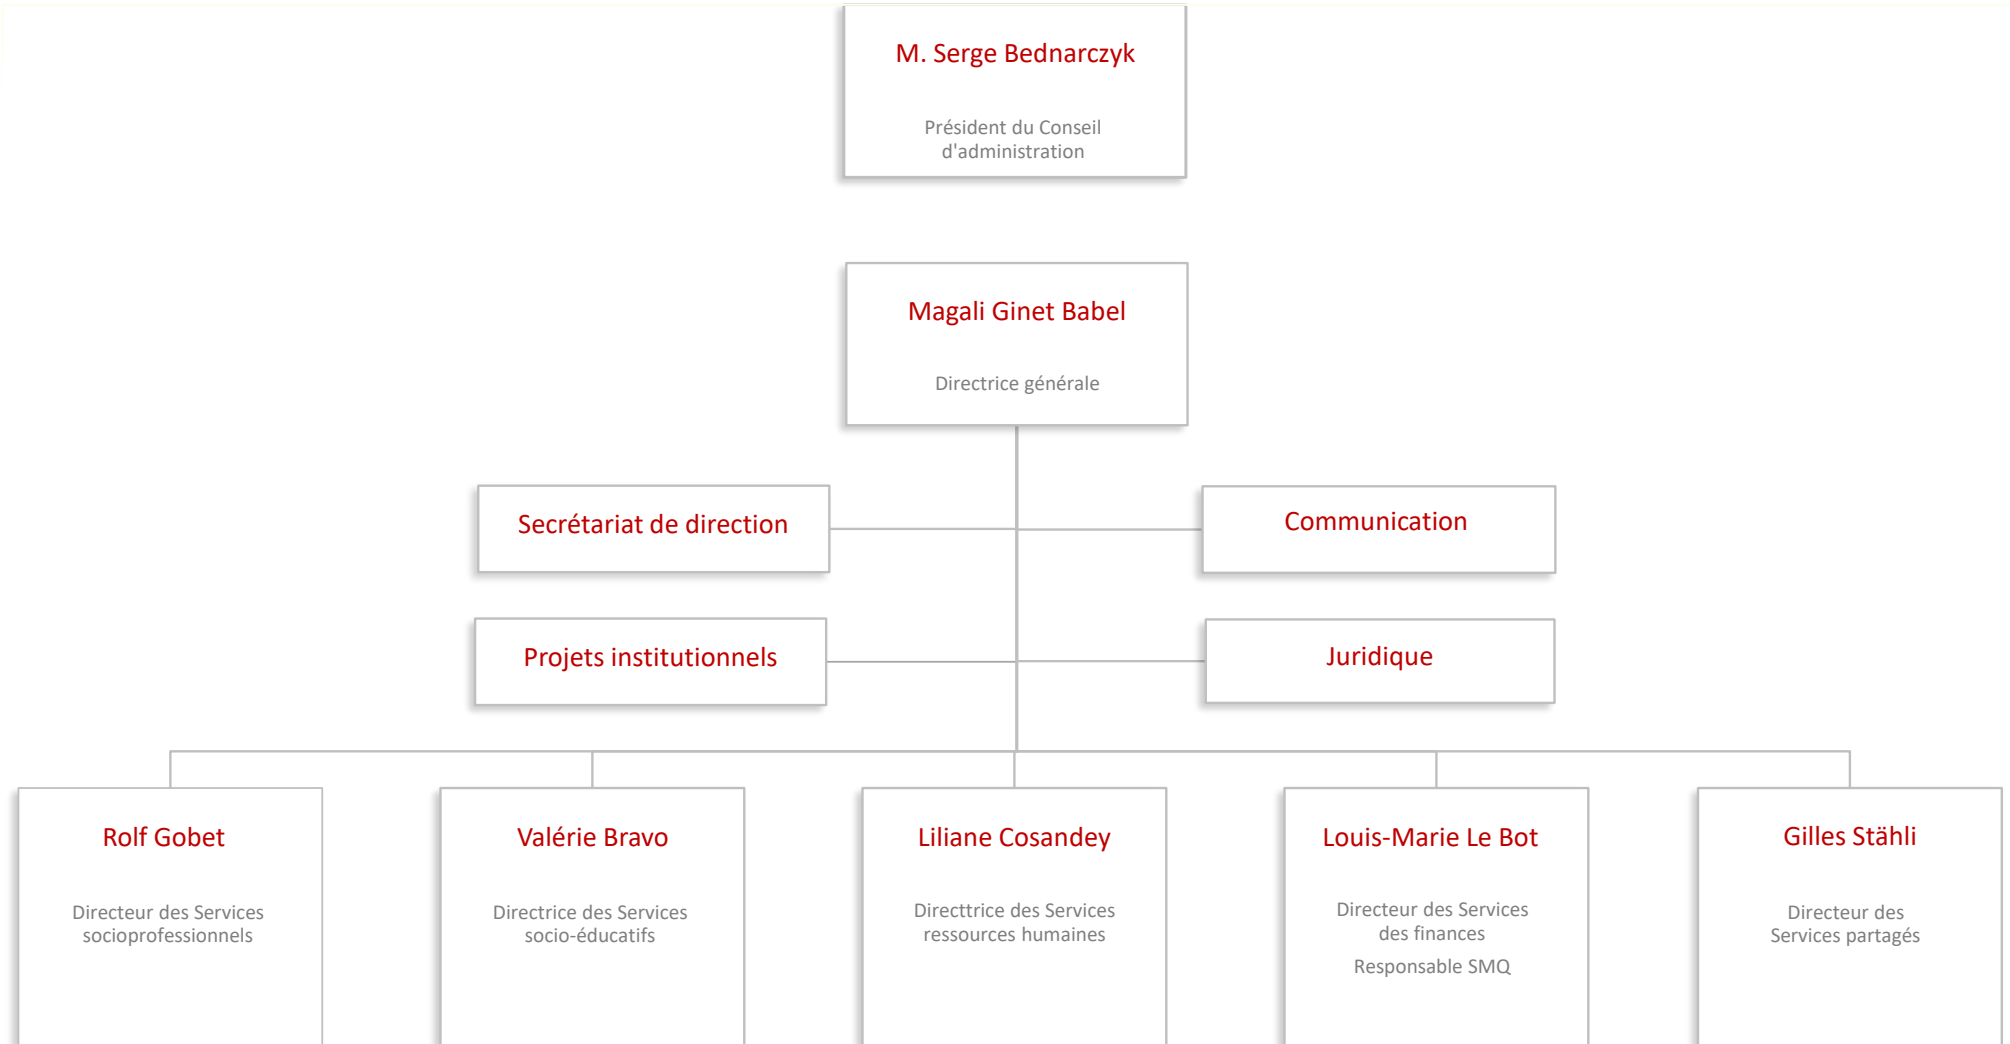 M. Serge Bednarczyk
Président du Conseil
d'administration
Magali Ginet Babel
Directrice générale
Secrétariat de direction
Communication
Projets institutionnels
Juridique
Rolf Gobet
Directeur des Services
socioprofessionnels
Valérie Bravo
Directrice des Services
socio-éducatifs
Liliane Cosandey
Directtrice des Services
ressources humaines
Louis-Marie Le Bot
Directeur des Services
des finances
Responsable SMQ
Gilles Stähli
Directeur des
Services partagés